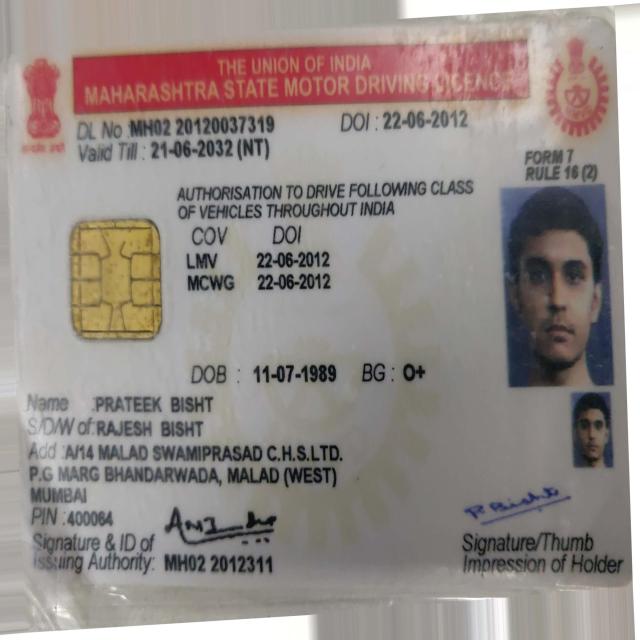 THE UNION OF INDIA
MAHARASHTRA STATE MOTOR DRIVING LICENCE
DL No :MH02 20120037319 DOI : 22-06-2012
Valid Till : 21-06-2032 (NT)
FORM 7
RULE 16 (2)
AUTHORISATION TO DRIVE FOLLOWING CLASS
OF VEHICLES THROUGHOUT INDIA
COV DOI
LMV 22-06-2012
MCWG 22-06-2012
DOB : 11-07-1989 BG : O+
Name :PRATEEK BISHT
S/D/W of:RAJESH BISHT
Add :A/14 MALAD SWAMIPRASAD C.H.S.LTD.
P.G MARG BHANDARWADA, MALAD (WEST)
MUMBAI
PIN :400064
P. Bisht
Signature & ID of
Issuing Authority: MH02 2012311
Signature/Thumb
Impression of Holder